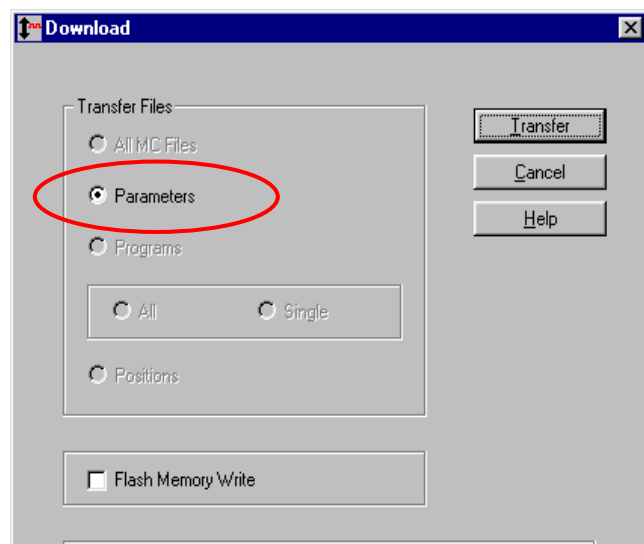 Download
Transfer Files
All MC Files
Parameters
Programs
All Single
Positions
Flash Memory Write
Transfer
Cancel
Help